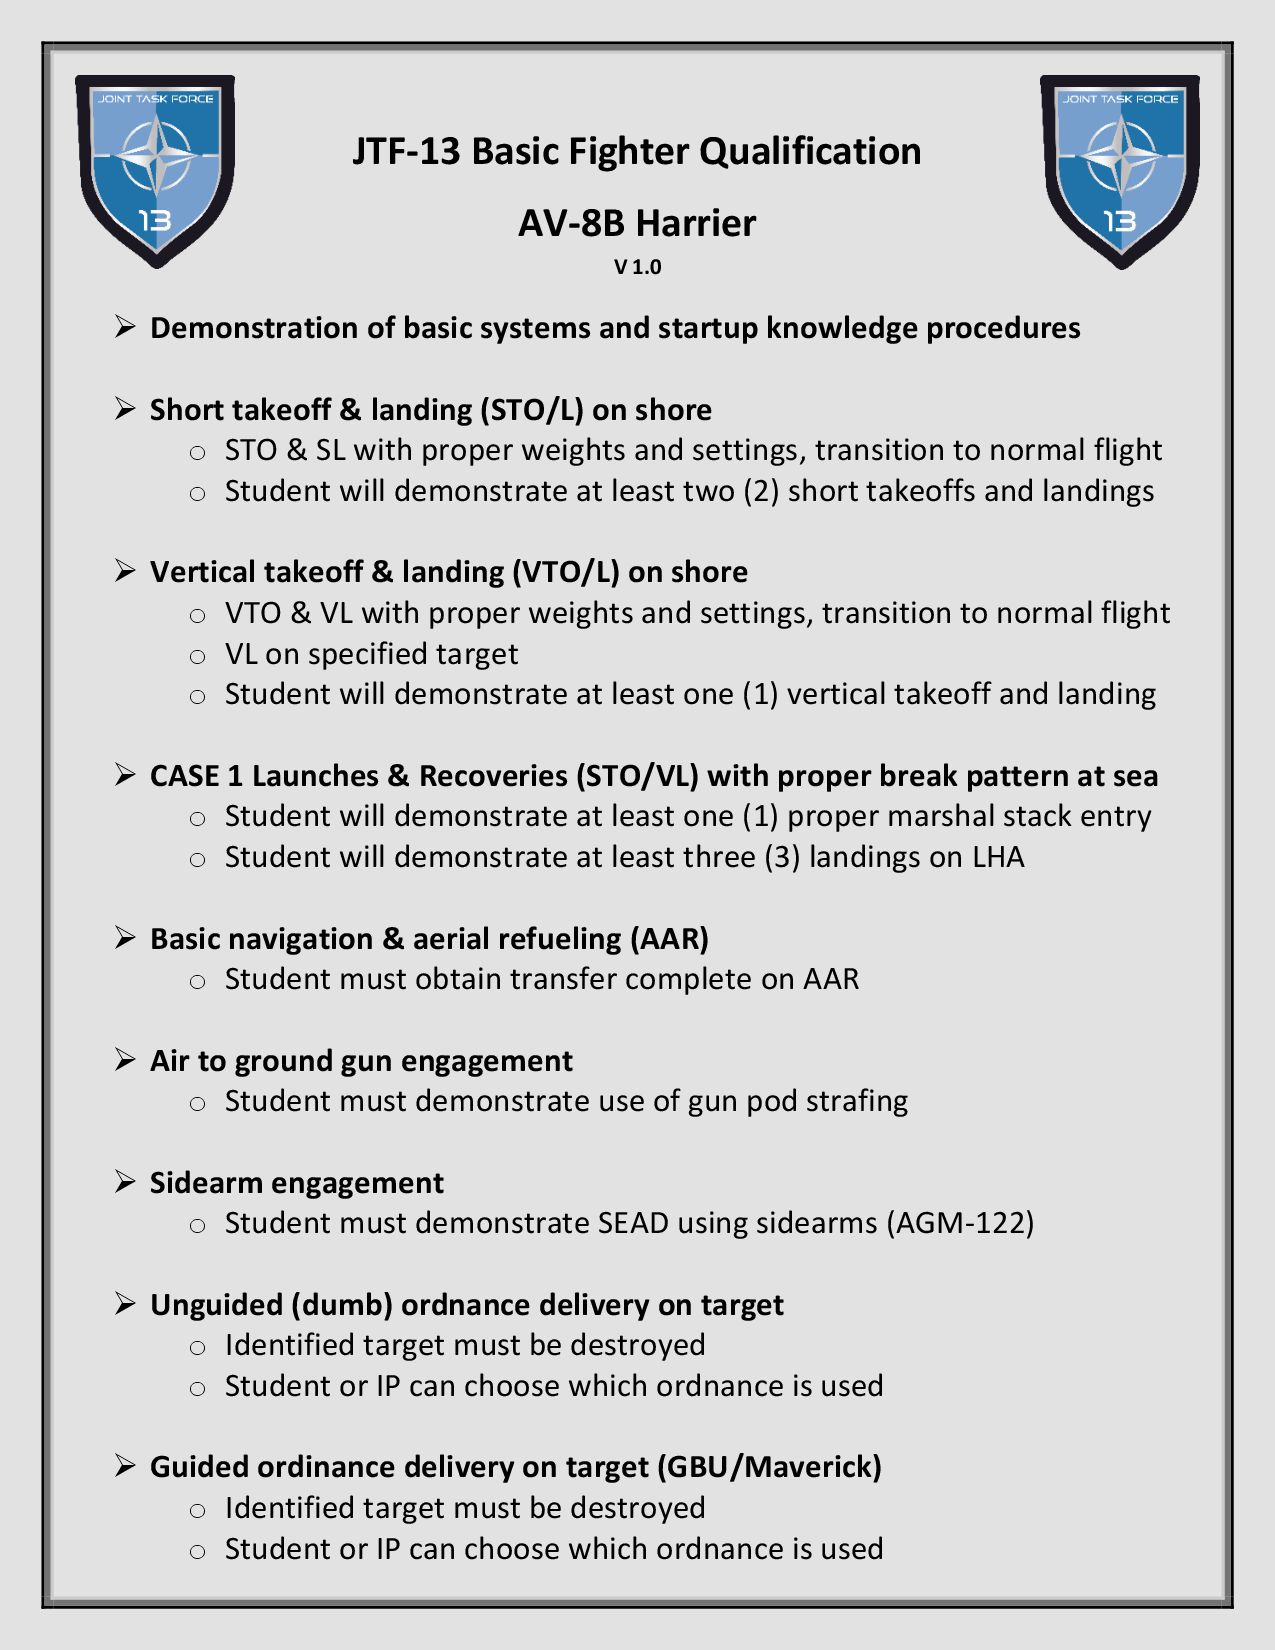 JOINT TASK FORCE
13
JOINT TASK FORCE
13
JTF-13 Basic Fighter Qualification
AV-8B Harrier
V 1.0
➢ Demonstration of basic systems and startup knowledge procedures
➢ Short takeoff & landing (STO/L) on shore
o STO & SL with proper weights and settings, transition to normal flight
o Student will demonstrate at least two (2) short takeoffs and landings
➢ Vertical takeoff & landing (VTO/L) on shore
o VTO & VL with proper weights and settings, transition to normal flight
o VL on specified target
o Student will demonstrate at least one (1) vertical takeoff and landing
➢ CASE 1 Launches & Recoveries (STO/VL) with proper break pattern at sea
o Student will demonstrate at least one (1) proper marshal stack entry
o Student will demonstrate at least three (3) landings on LHA
➢ Basic navigation & aerial refueling (AAR)
o Student must obtain transfer complete on AAR
➢ Air to ground gun engagement
o Student must demonstrate use of gun pod strafing
➢ Sidearm engagement
o Student must demonstrate SEAD using sidearms (AGM-122)
➢ Unguided (dumb) ordnance delivery on target
o Identified target must be destroyed
o Student or IP can choose which ordnance is used
➢ Guided ordinance delivery on target (GBU/Maverick)
o Identified target must be destroyed
o Student or IP can choose which ordnance is used